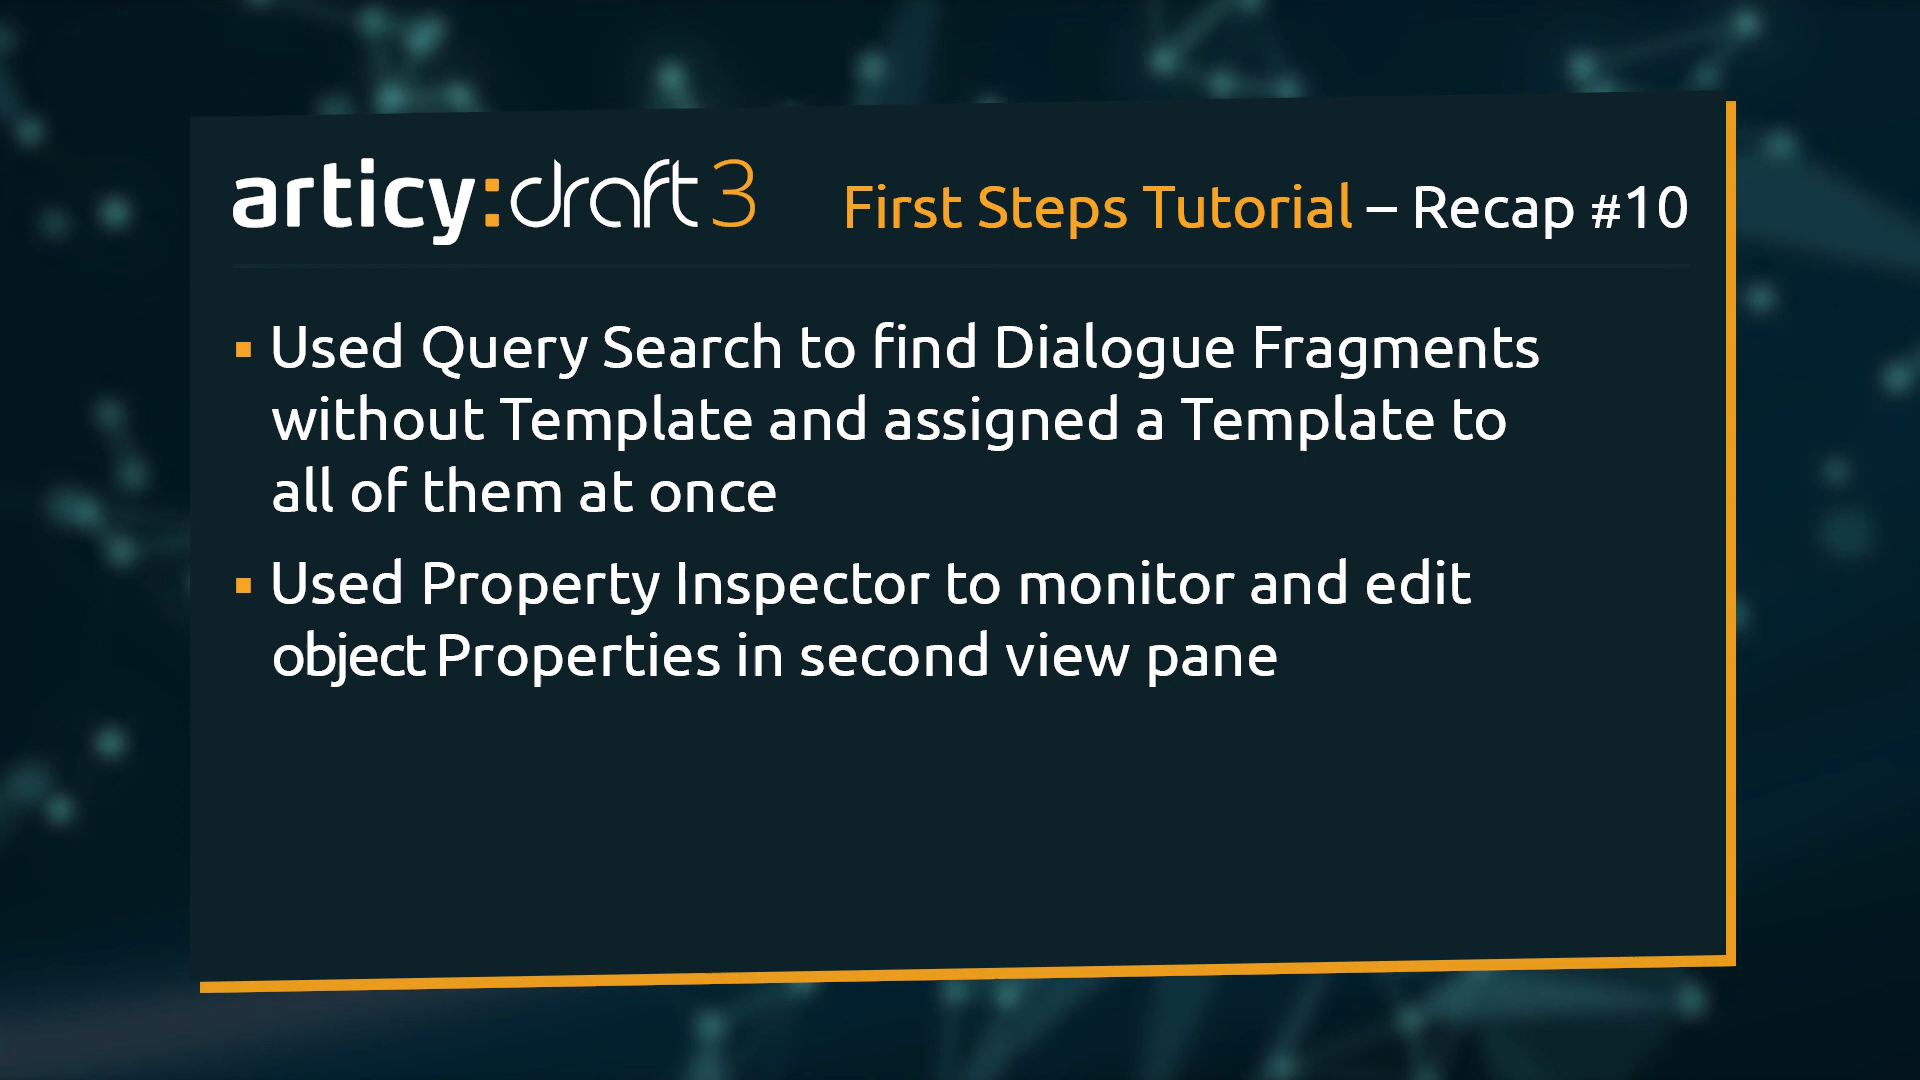 articy:draft 3
First Steps Tutorial – Recap #10
▪ Used Query Search to find Dialogue Fragments
without Template and assigned a Template to
all of them at once
▪ Used Property Inspector to monitor and edit
object Properties in second view pane